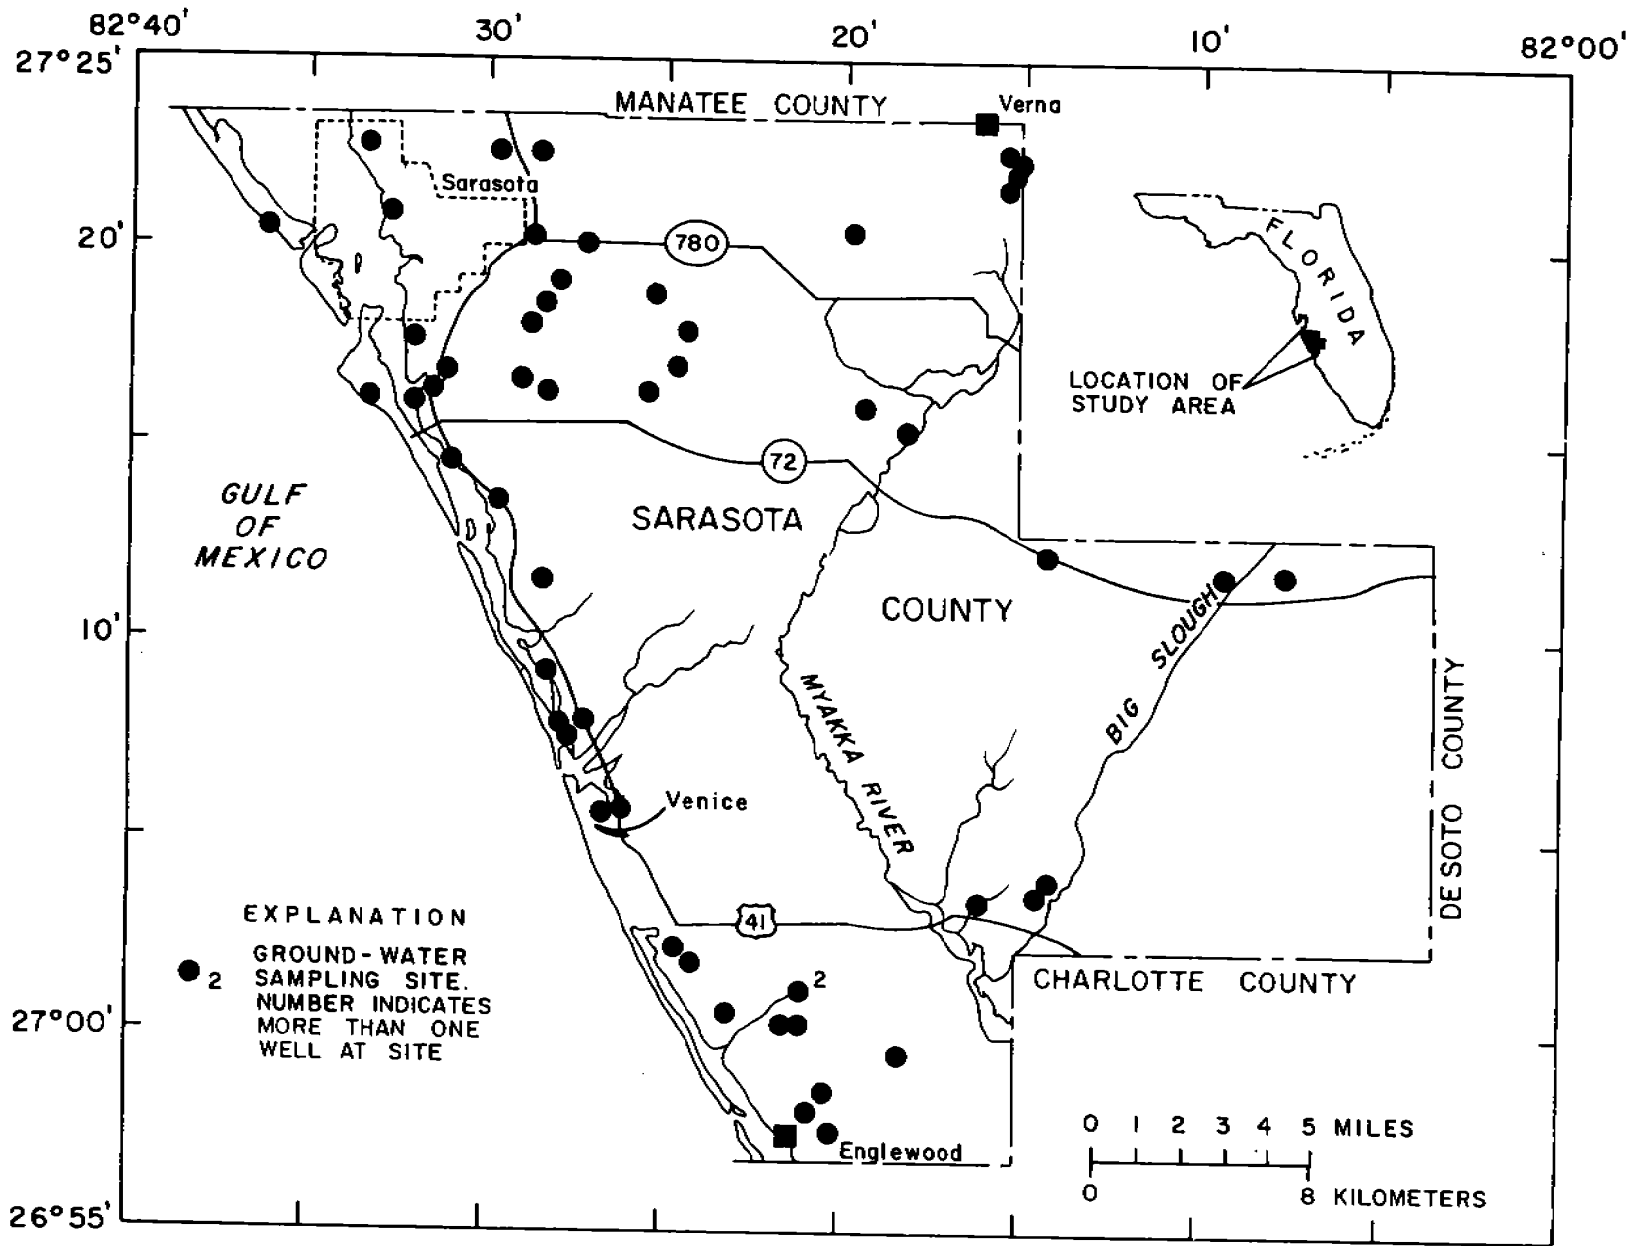 82°40' 30' 20' 10' 82°00'
27°25'
MANATEE COUNTY
Verna
Sarasota
20'
780
FLORIDA
LOCATION OF
STUDY AREA
72
GULF
OF
MEXICO
SARASOTA
COUNTY
10'
BIG SLOUGH
MYAKKA RIVER
DE SOTO COUNTY
Venice
EXPLANATION
41
2 GROUND-WATER
SAMPLING SITE.
NUMBER INDICATES
MORE THAN ONE
WELL AT SITE
2
CHARLOTTE COUNTY
27°00'
Englewood
0 1 2 3 4 5 MILES
0 8 KILOMETERS
26°55'